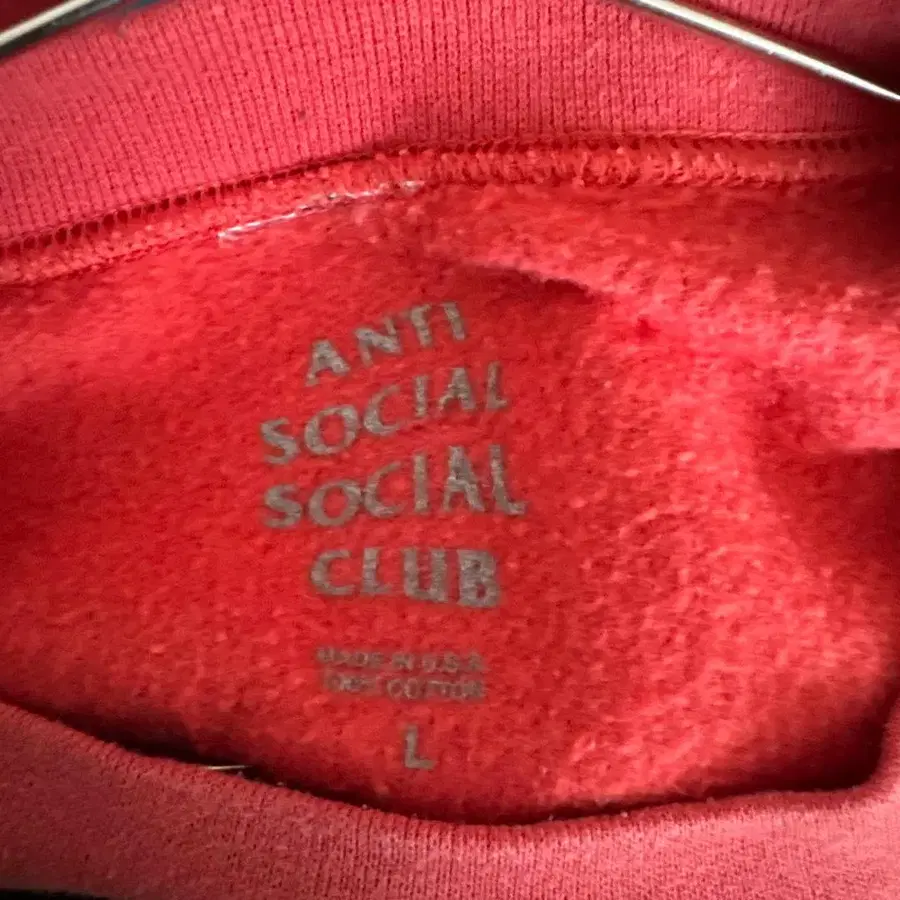 ANTI
SOCIAL
SOCIAL
CLUB
MADE IN U.S.A.
100% COTTON
L